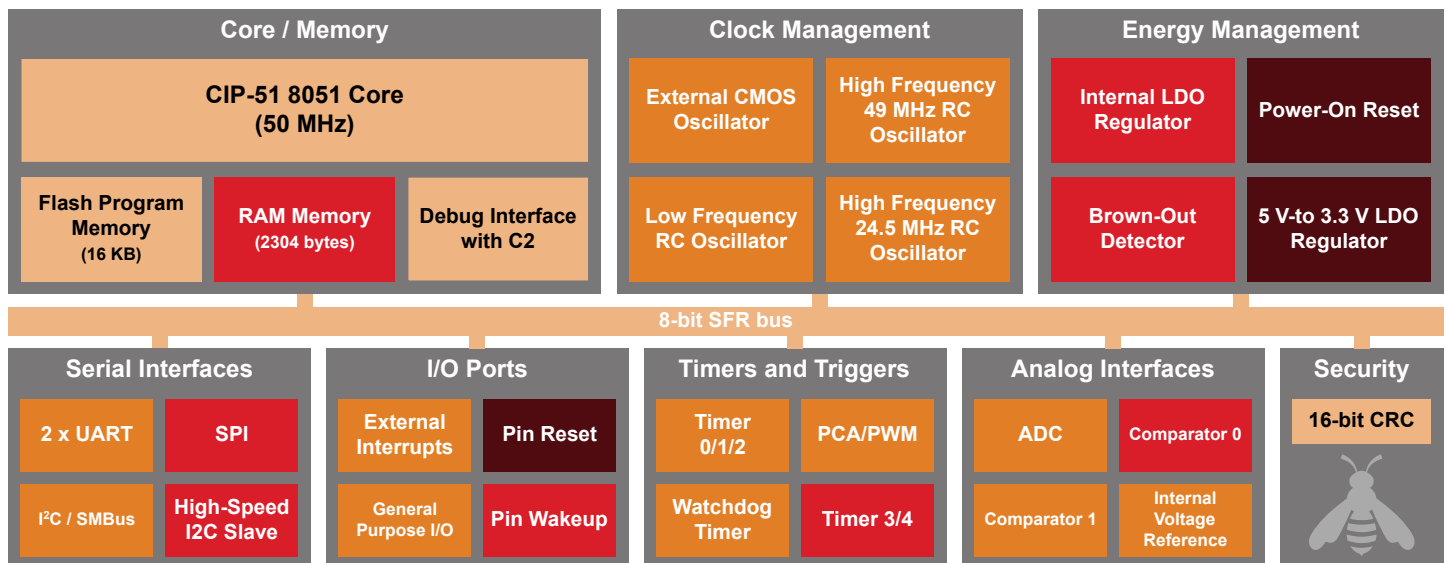 Core / Memory
CIP-51 8051 Core
(50 MHz)
Flash Program
Memory
(16 KB)
RAM Memory
(2304 bytes)
Debug Interface
with C2
Clock Management
External CMOS
Oscillator
High Frequency
49 MHz RC
Oscillator
Low Frequency
RC Oscillator
High Frequency
24.5 MHz RC
Oscillator
Energy Management
Internal LDO
Regulator
Power-On Reset
Brown-Out
Detector
5 V-to 3.3 V LDO
Regulator
8-bit SFR bus
Serial Interfaces
2 x UART
SPI
I²C / SMBus
High-Speed
I2C Slave
I/O Ports
External
Interrupts
Pin Reset
General
Purpose I/O
Pin Wakeup
Timers and Triggers
Timer
0/1/2
PCA/PWM
Watchdog
Timer
Timer 3/4
Analog Interfaces
ADC
Comparator 0
Comparator 1
Internal
Voltage
Reference
Security
16-bit CRC